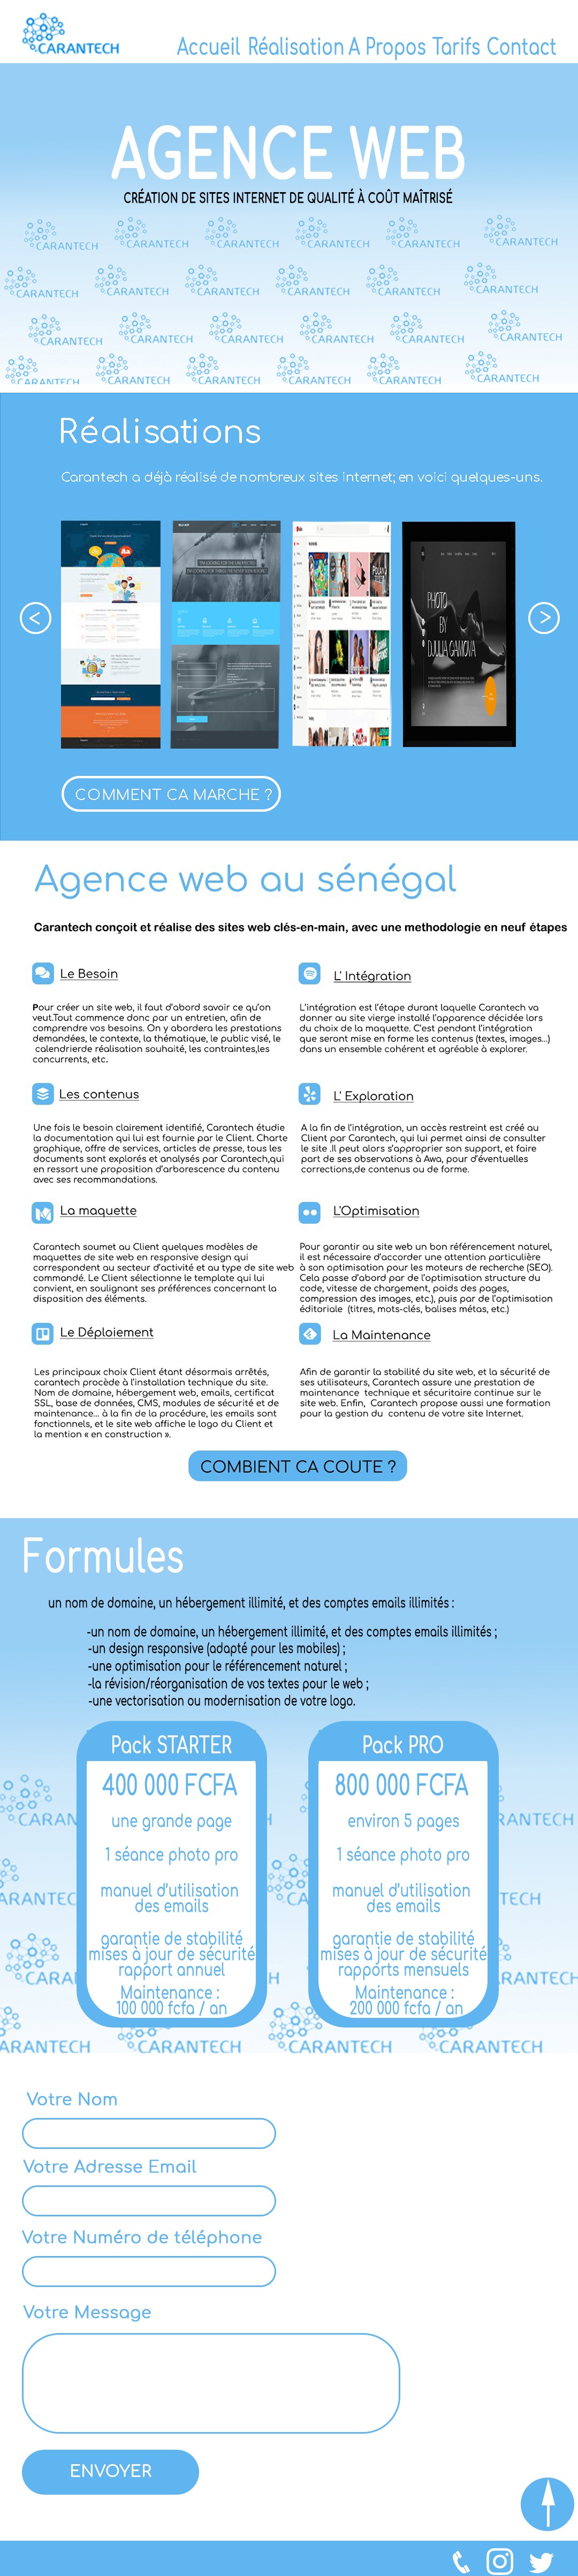 CARANTECH
Accueil Réalisation A Propos Tarifs Contact
AGENCE WEB
CRÉATION DE SITES INTERNET DE QUALITÉ À COÛT MAÎTRISÉ
CARANTECH CARANTECH CARANTECH CARANTECH CARANTECH CARANTECH
CARANTECH CARANTECH CARANTECH CARANTECH CARANTECH CARANTECH
CARANTECH CARANTECH CARANTECH CARANTECH CARANTECH CARANTECH
CARANTECH CARANTECH CARANTECH CARANTECH CARANTECH CARANTECH
Réalisations
Carantech a déjà réalisé de nombreux sites internet; en voici quelques-uns.
< >
PHOTO
BY
COMMENT CA MARCHE ?
Agence web au sénégal
Carantech conçoit et réalise des sites web clés-en-main, avec une methodologie en neuf étapes
Le Besoin
Pour créer un site web, il faut d'abord savoir ce qu'on
veut.Tout commence donc par un entretien, afin de
comprendre vos besoins. On y abordera les prestations
demandées, le contexte, la thématique, le public visé, le
calendrierde réalisation souhaité, les contraintes,les
concurrents, etc.
L' Intégration
L'intégration est l'étape durant laquelle Carantech va
donner au site vierge installé l'apparence décidée lors
du choix de la maquette. C'est pendant l'intégration
que seront mise en forme les contenus (textes, images...)
dans un ensemble cohérent et agréable à explorer.
Les contenus
Une fois le besoin clairement identifié, Carantech étudie
la documentation qui lui est fournie par le Client. Charte
graphique, offre de services, articles de presse, tous les
documents sont explorés et analysés par Carantech,qui
en ressort une proposition d'arborescence du contenu
avec ses recommandations.
L' Exploration
A la fin de l'intégration, un accès restreint est créé au
Client par Carantech, qui lui permet ainsi de consulter
le site .Il peut alors s'approprier son support, et faire
part de ses observations à Awa, pour d'éventuelles
corrections,de contenus ou de forme.
La maquette
Carantech soumet au Client quelques modèles de
maquettes de site web en responsive design qui
correspondent au secteur d'activité et au type de site web
commandé. Le Client sélectionne le template qui lui
convient, en soulignant ses préférences concernant la
disposition des éléments.
L'Optimisation
Pour garantir au site web un bon référencement naturel,
il est nécessaire d'accorder une attention particulière
à son optimisation pour les moteurs de recherche (SEO).
Cela passe d'abord par de l'optimisation structure du
code, vitesse de chargement, poids des pages,
compression des images, etc.), puis par de l'optimisation
éditoriale (titres, mots-clés, balises métas, etc.)
Le Déploiement
Les principaux choix Client étant désormais arrêtés,
carantech procède à l'installation technique du site.
Nom de domaine, hébergement web, emails, certificat
SSL, base de données, CMS, modules de sécurité et de
maintenance... à la fin de la procédure, les emails sont
fonctionnels, et le site web affiche le logo du Client et
la mention « en construction ».
La Maintenance
Afin de garantir la stabilité du site web, et la sécurité de
ses utilisateurs, Carantech assure une prestation de
maintenance technique et sécuritaire continue sur le
site web. Enfin, Carantech propose aussi une formation
pour la gestion du contenu de votre site Internet.
COMBIENT CA COUTE ?
Formules
un nom de domaine, un hébergement illimité, et des comptes emails illimités :
-un nom de domaine, un hébergement illimité, et des comptes emails illimités ;
-un design responsive (adapté pour les mobiles) ;
-une optimisation pour le référencement naturel ;
-la révision/réorganisation de vos textes pour le web ;
-une vectorisation ou modernisation de votre logo.
Pack STARTER
400 000 FCFA
une grande page
1 séance photo pro
manuel d'utilisation
des emails
garantie de stabilité
mises à jour de sécurité
rapport annuel
Maintenance :
100 000 fcfa / an
Pack PRO
800 000 FCFA
environ 5 pages
1 séance photo pro
manuel d'utilisation
des emails
garantie de stabilité
mises à jour de sécurité
rapports mensuels
Maintenance :
200 000 fcfa / an
ARANTECH CARANTECH CARANTECH CARANTECH
Votre Nom
Votre Adresse Email
Votre Numéro de téléphone
Votre Message
ENVOYER